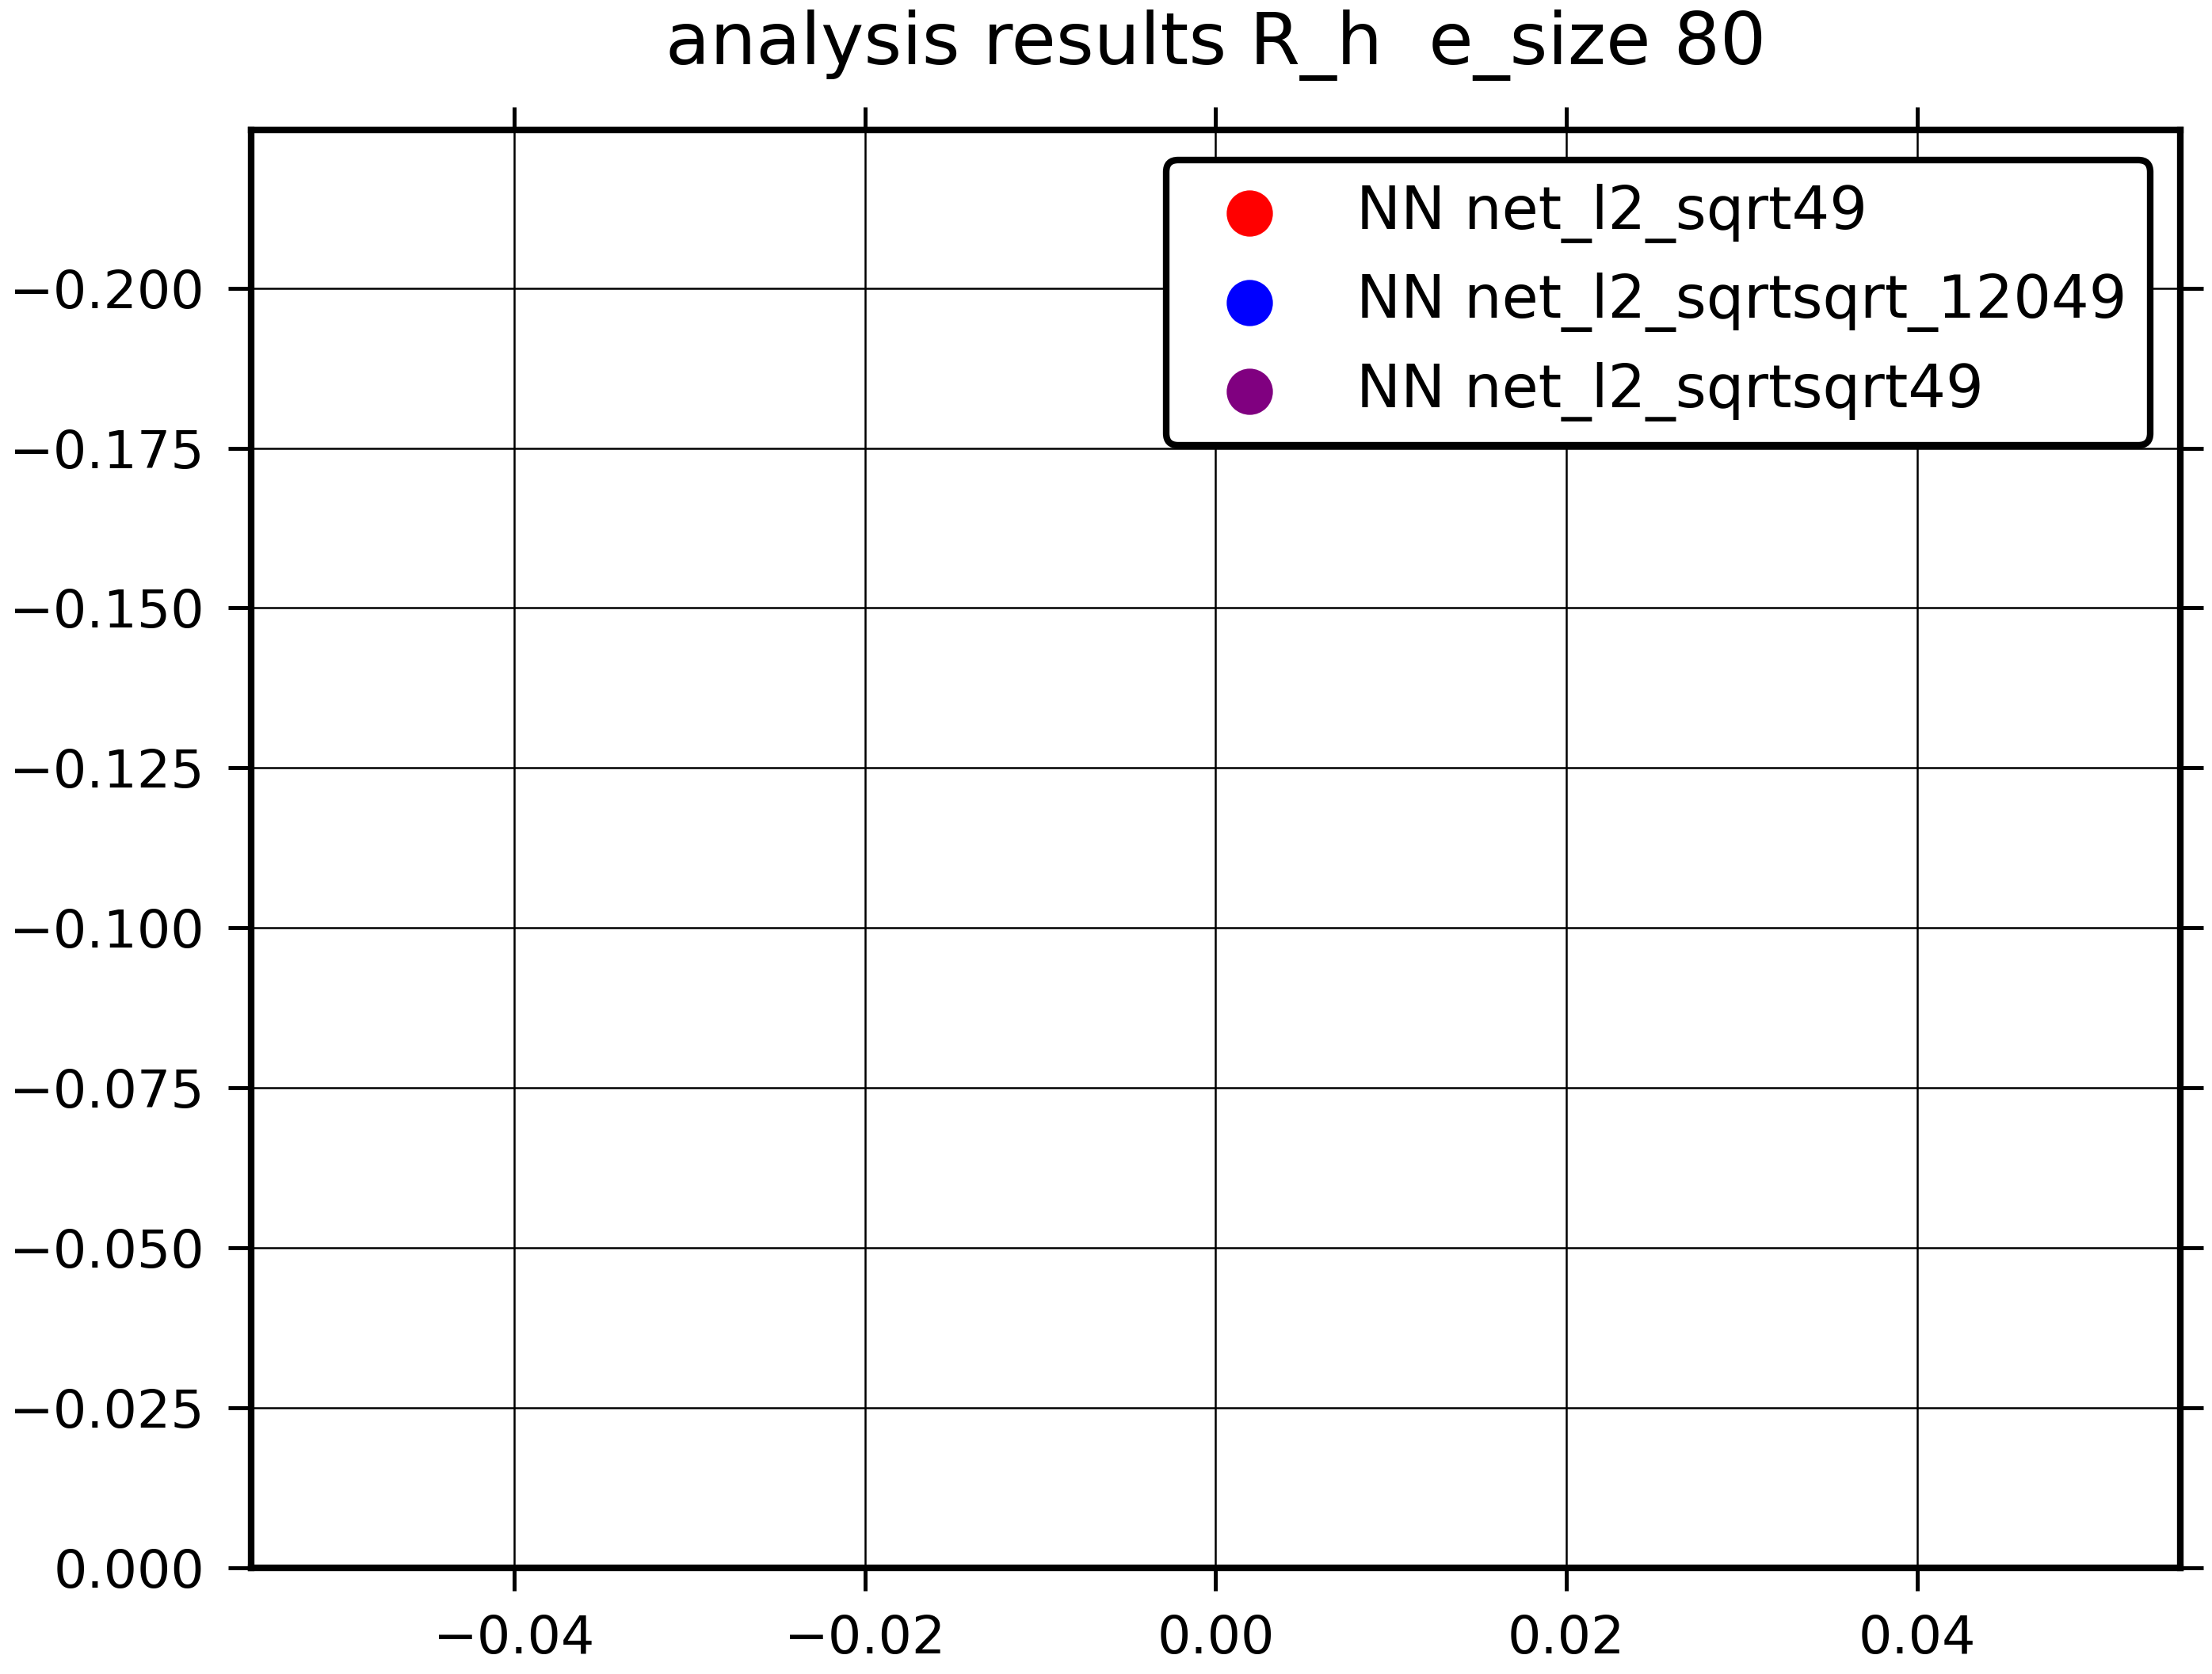 analysis results R_h  e_size 80
NN net_l2_sqrt49
NN net_l2_sqrtsqrt_12049
NN net_l2_sqrtsqrt49
−0.200
−0.175
−0.150
−0.125
−0.100
−0.075
−0.050
−0.025
0.000
−0.04 −0.02 0.00 0.02 0.04